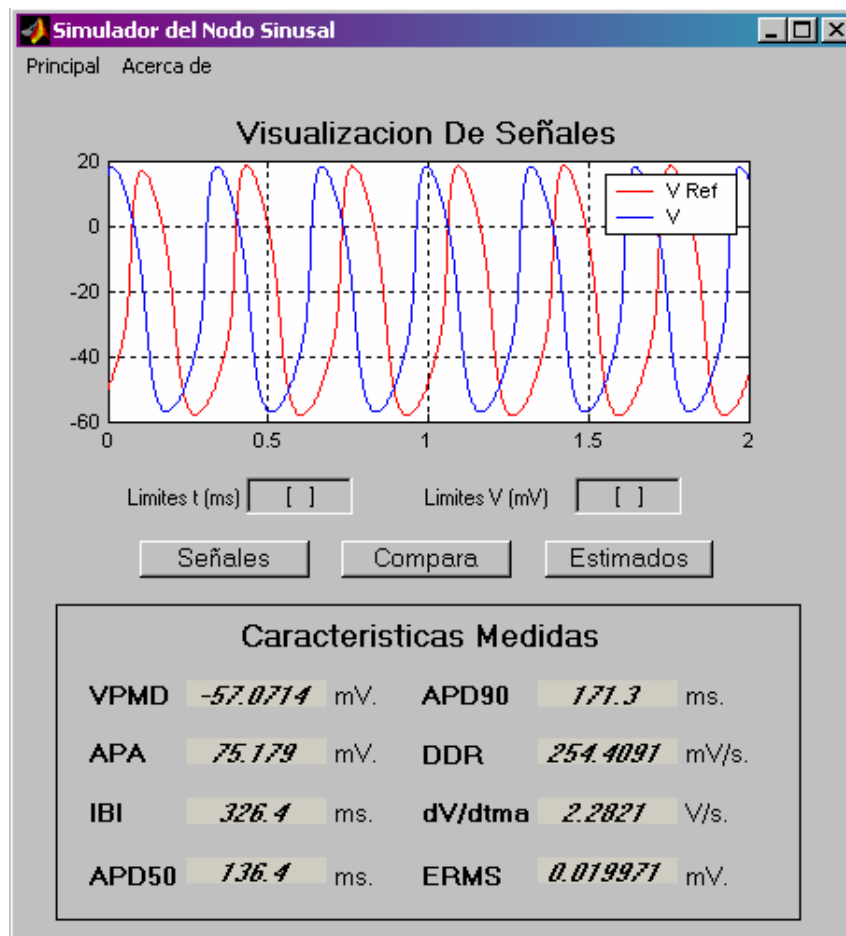 Simulador del Nodo Sinusal
Principal Acerca de
Visualizacion De Señales
20
0
-20
-40
-60
0 0.5 1 1.5 2
V Ref
V
Limites t (ms) [ ] Limites V (mV) [ ]
Señales Compara Estimados
Caracteristicas Medidas
VPMD -57.0714 mV. APD90 171.3 ms.
APA 75.179 mV. DDR 254.4091 mV/s.
IBI 326.4 ms. dV/dtma 2.2821 V/s.
APD50 136.4 ms. ERMS 0.019971 mV.